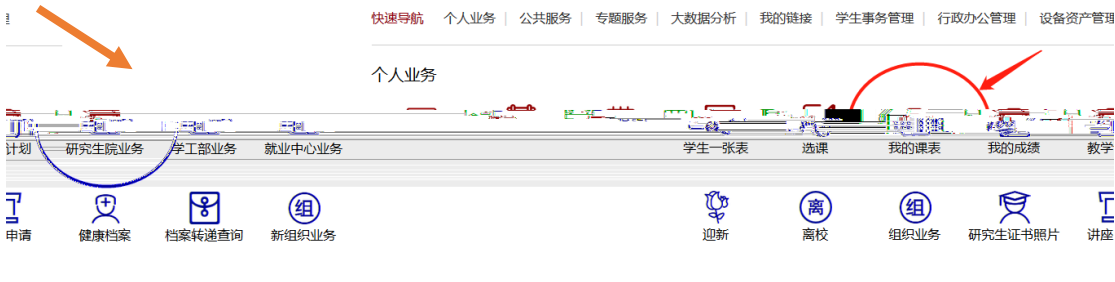 快速导航 个人业务 公共服务 专题服务 大数据分析 我的链接 学生事务管理 行政办公管理 设备资产管理
个人业务
计划 研究生院业务 学工部业务 就业中心业务 学生一张表 选课 我的课表 我的成绩 教学
组 离 组
申请 健康档案 档案转递查询 新组织业务 迎新 离校 组织业务 研究生证书照片 讲座